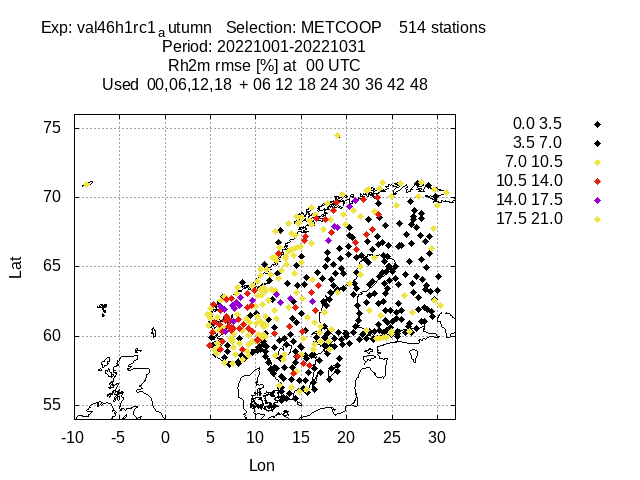 Exp: val46h1rc1autumn   Selection: METCOOP    514 stations
Period: 20221001-20221031
Rh2m rmse [%] at  00 UTC
Used  00,06,12,18  + 06 12 18 24 30 36 42 48
0.0 3.5
3.5 7.0
7.0 10.5
10.5 14.0
14.0 17.5
17.5 21.0
75
70
65
60
55
-10 -5 0 5 10 15 20 25 30
Lat
Lon